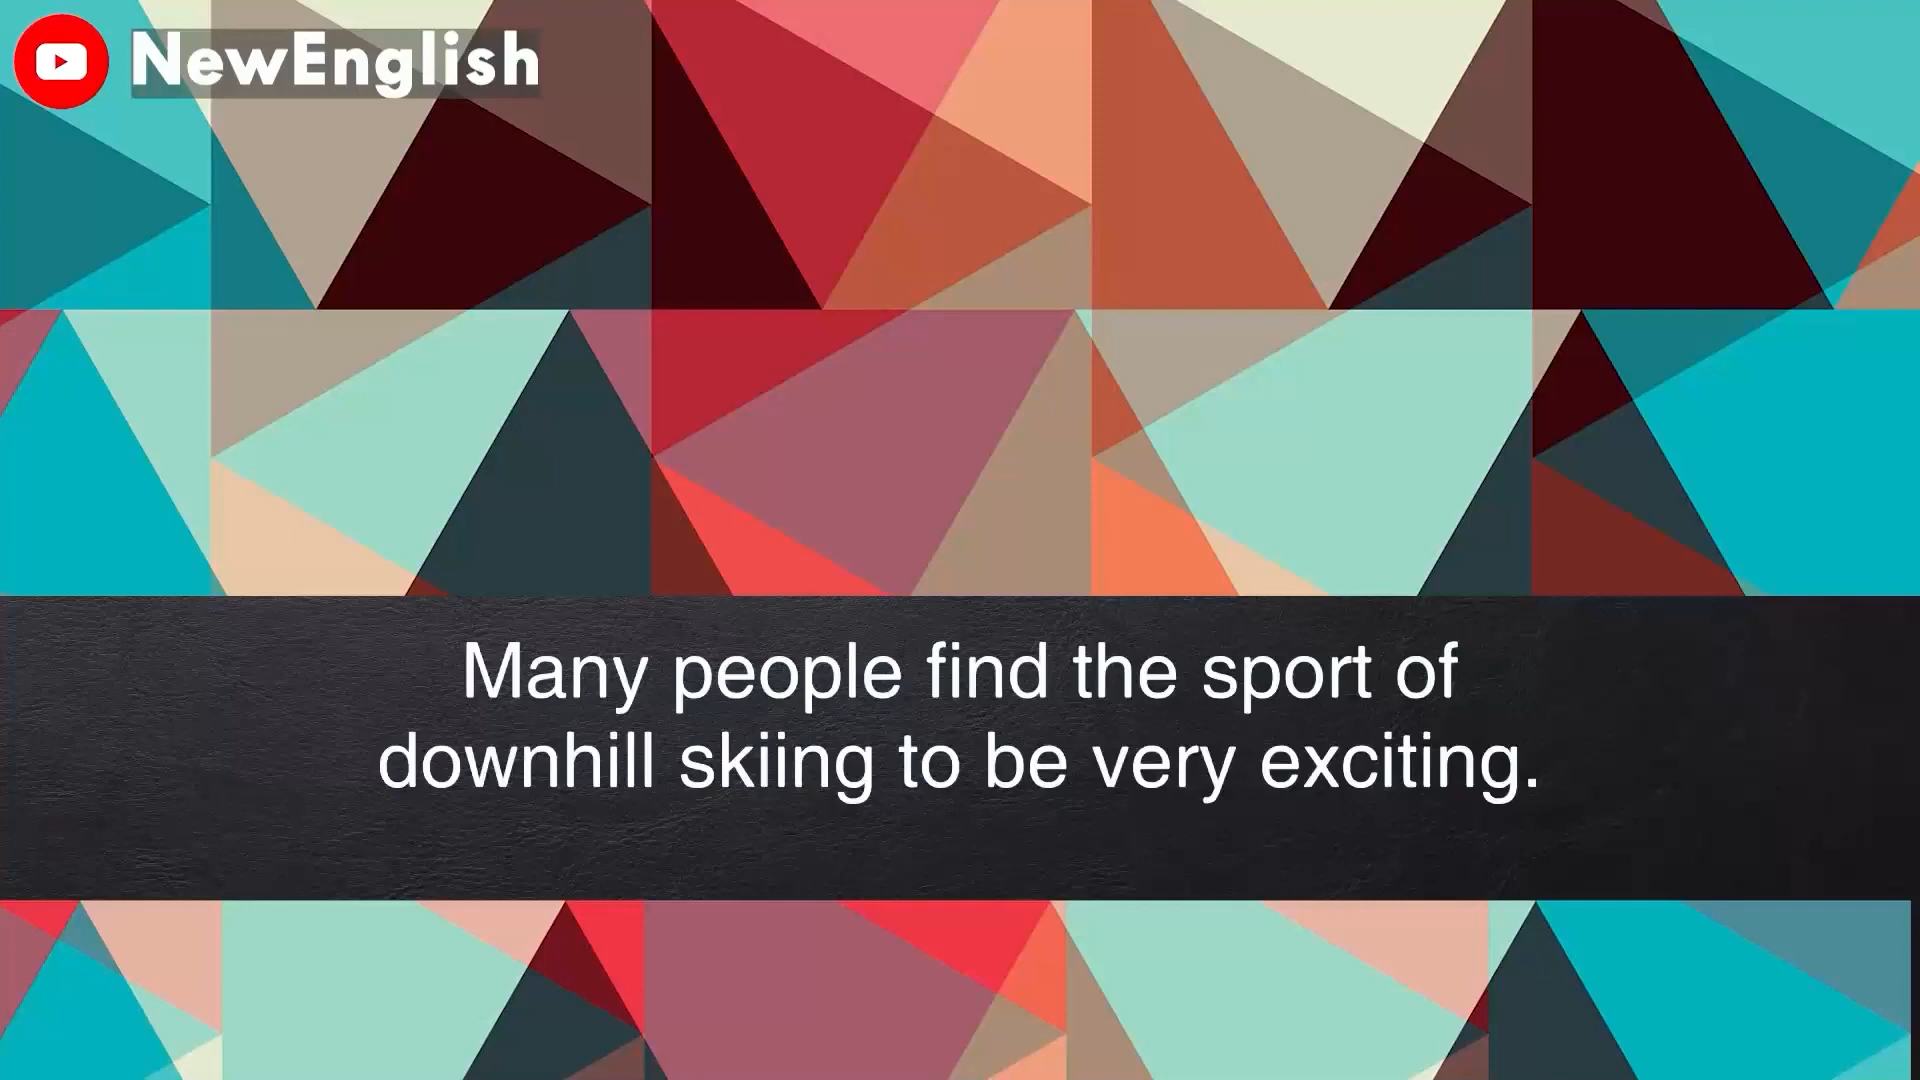 NewEnglish
Many people find the sport of
downhill skiing to be very exciting.